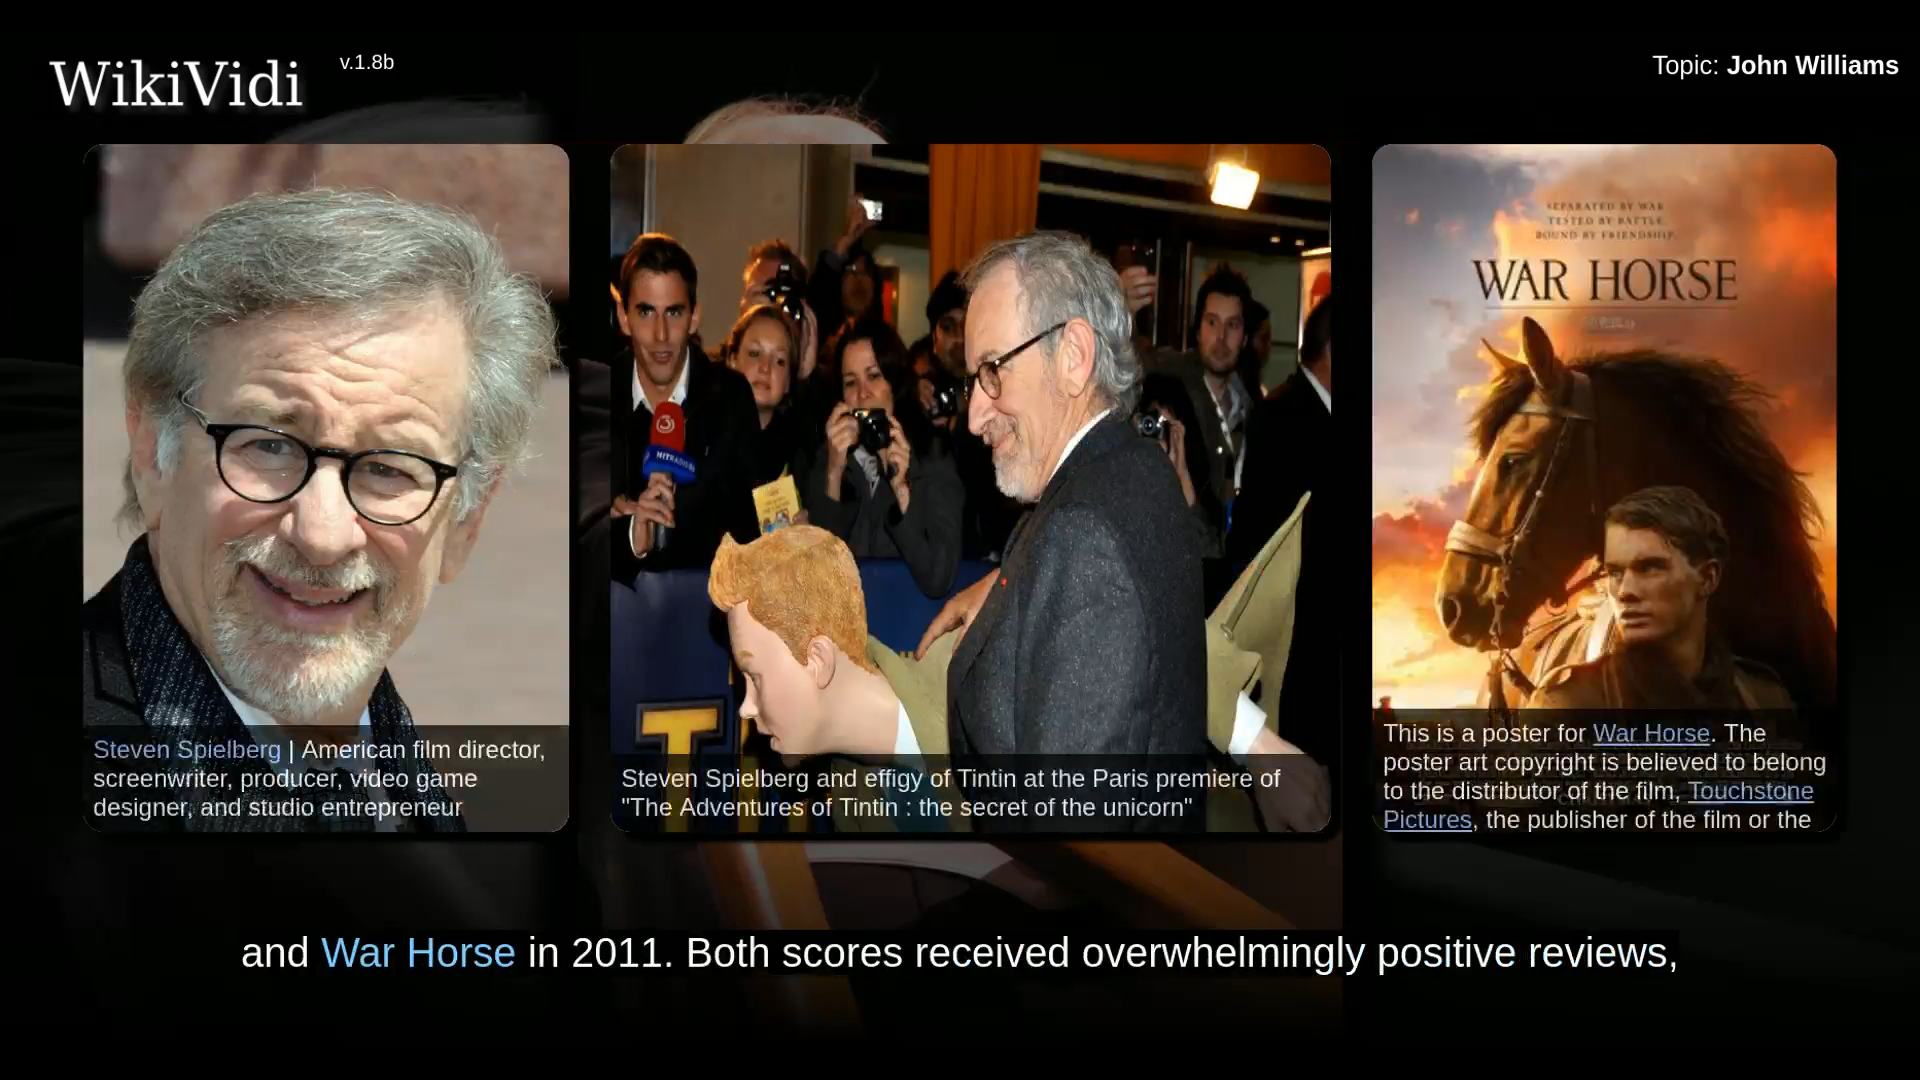 WikiVidi
v.1.8b
Topic: John Williams
SEPARATED BY WAR
TESTED BY BATTLE
BOUND BY FRIENDSHIP
WAR HORSE
3
HITRADIO
T
Steven Spielberg | American film director,
screenwriter, producer, video game
designer, and studio entrepreneur
Steven Spielberg and effigy of Tintin at the Paris premiere of
"The Adventures of Tintin : the secret of the unicorn"
This is a poster for War Horse. The
poster art copyright is believed to belong
to the distributor of the film, Touchstone
Pictures, the publisher of the film or the
and War Horse in 2011. Both scores received overwhelmingly positive reviews,